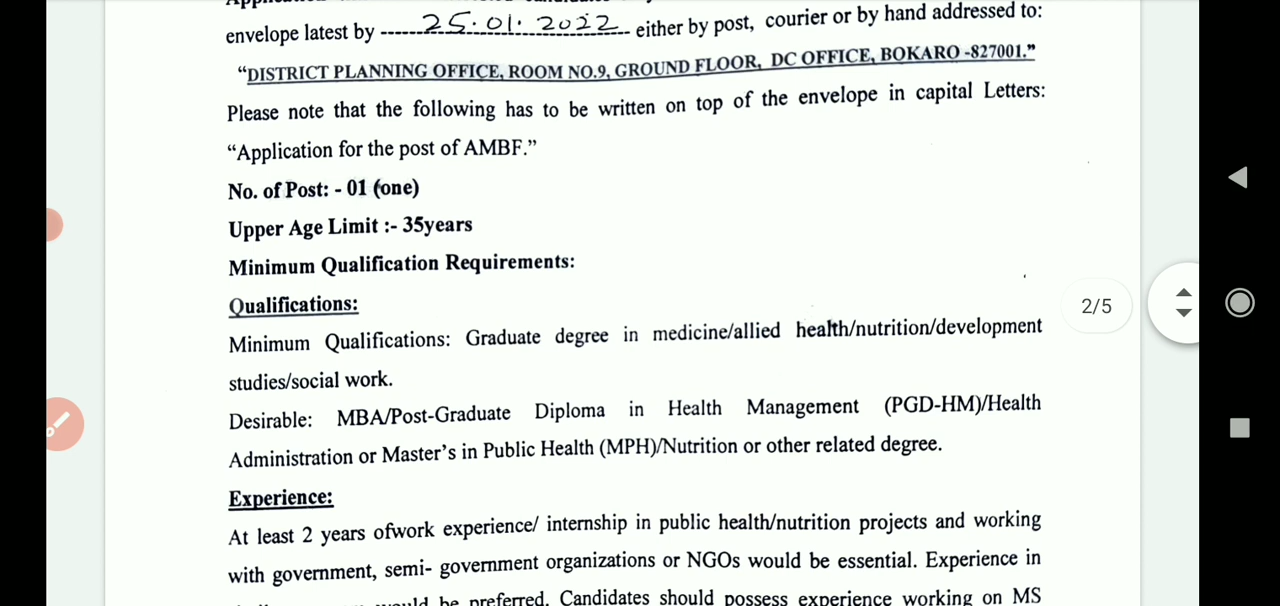 envelope latest by ------25.01.2022------ either by post, courier or by hand addressed to:
“DISTRICT PLANNING OFFICE, ROOM NO.9, GROUND FLOOR, DC OFFICE, BOKARO -827001.”
Please note that the following has to be written on top of the envelope in capital Letters:
“Application for the post of AMBF.”
No. of Post: - 01 (one)
Upper Age Limit :- 35years
Minimum Qualification Requirements:
Qualifications:
Minimum Qualifications: Graduate degree in medicine/allied health/nutrition/development
studies/social work.
Desirable: MBA/Post-Graduate Diploma in Health Management (PGD-HM)/Health
Administration or Master’s in Public Health (MPH)/Nutrition or other related degree.
Experience:
At least 2 years ofwork experience/ internship in public health/nutrition projects and working
with government, semi- government organizations or NGOs would be essential. Experience in
be preferred. Candidates should possess experience working on MS
2/5